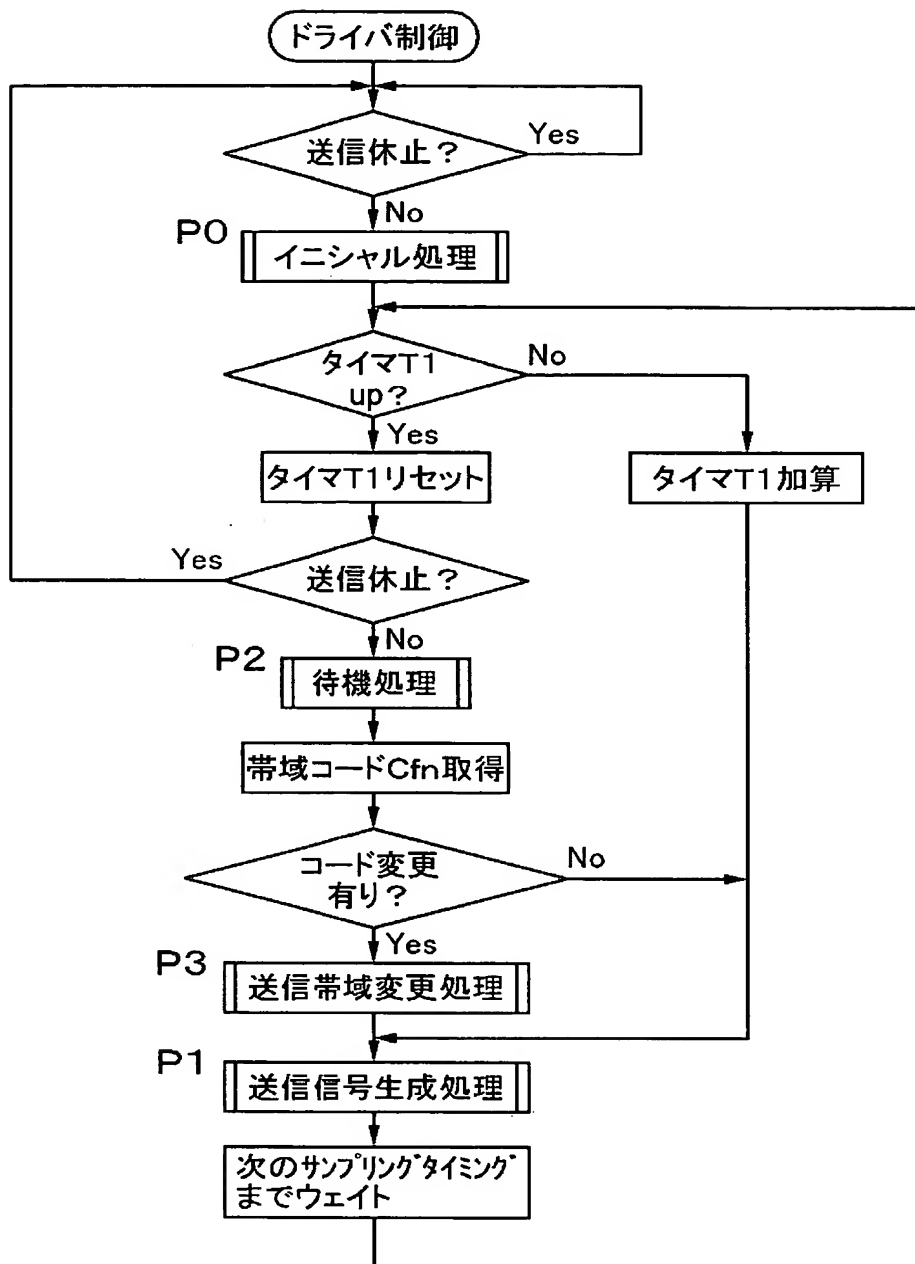 ドライバ制御
送信休止?
Yes
No
P0
イニシャル処理
タイマT1
up?
No
Yes
タイマT1リセット
タイマT1加算
Yes
送信休止?
No
P2
待機処理
帯域コードCfn取得
コード変更
有り?
No
Yes
P3
送信帯域変更処理
P1
送信信号生成処理
次のサンプリングタイミング
までウェイト